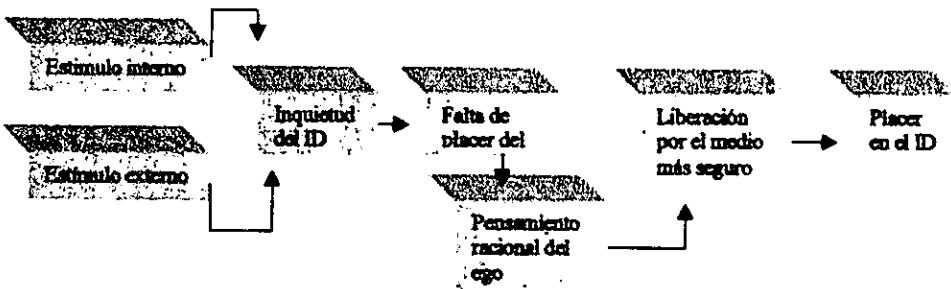 Estimulo interno
Estímulo externo
Inquietud
del ID
Falta de
placer del
Pensamiento
racional del
ego
Liberación
por el medio
más seguro
Placer
en el ID